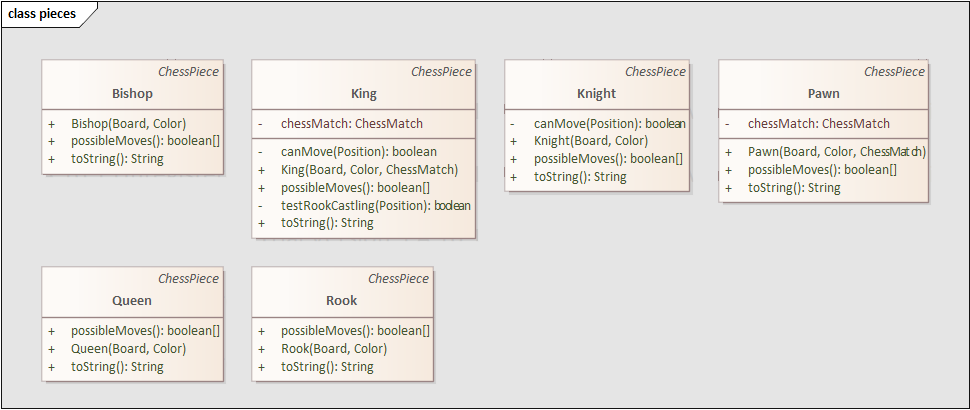 class pieces
ChessPiece
Bishop
+ Bishop(Board, Color)
+ possibleMoves(): boolean[]
+ toString(): String
ChessPiece
King
- chessMatch: ChessMatch
- canMove(Position): boolean
+ King(Board, Color, ChessMatch)
+ possibleMoves(): boolean[]
- testRookCastling(Position): boolean
+ toString(): String
ChessPiece
Knight
- canMove(Position): boolean
+ Knight(Board, Color)
+ possibleMoves(): boolean[]
+ toString(): String
ChessPiece
Pawn
- chessMatch: ChessMatch
+ Pawn(Board, Color, ChessMatch)
+ possibleMoves(): boolean[]
+ toString(): String
ChessPiece
Queen
+ possibleMoves(): boolean[]
+ Queen(Board, Color)
+ toString(): String
ChessPiece
Rook
+ possibleMoves(): boolean[]
+ Rook(Board, Color)
+ toString(): String